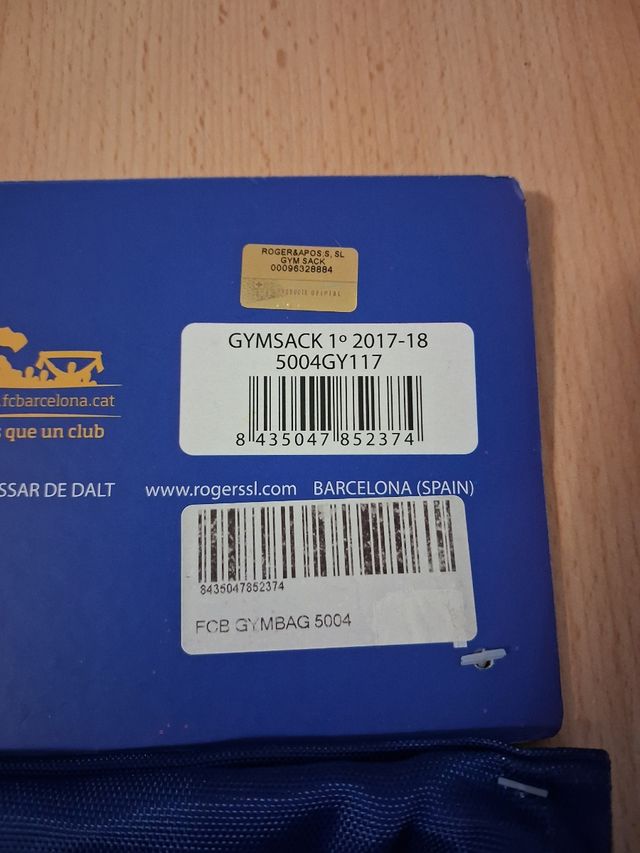 ROGER&APOS;S, SL
GYM SACK
00096328884
PRODUCTE OFICIAL
GYMSACK 1º 2017-18
5004GY117
8 435047 852374
.fcbarcelona.cat
que un club
SSAR DE DALT www.rogerssl.com BARCELONA (SPAIN)
8435047852374
FCB GYMBAG 5004